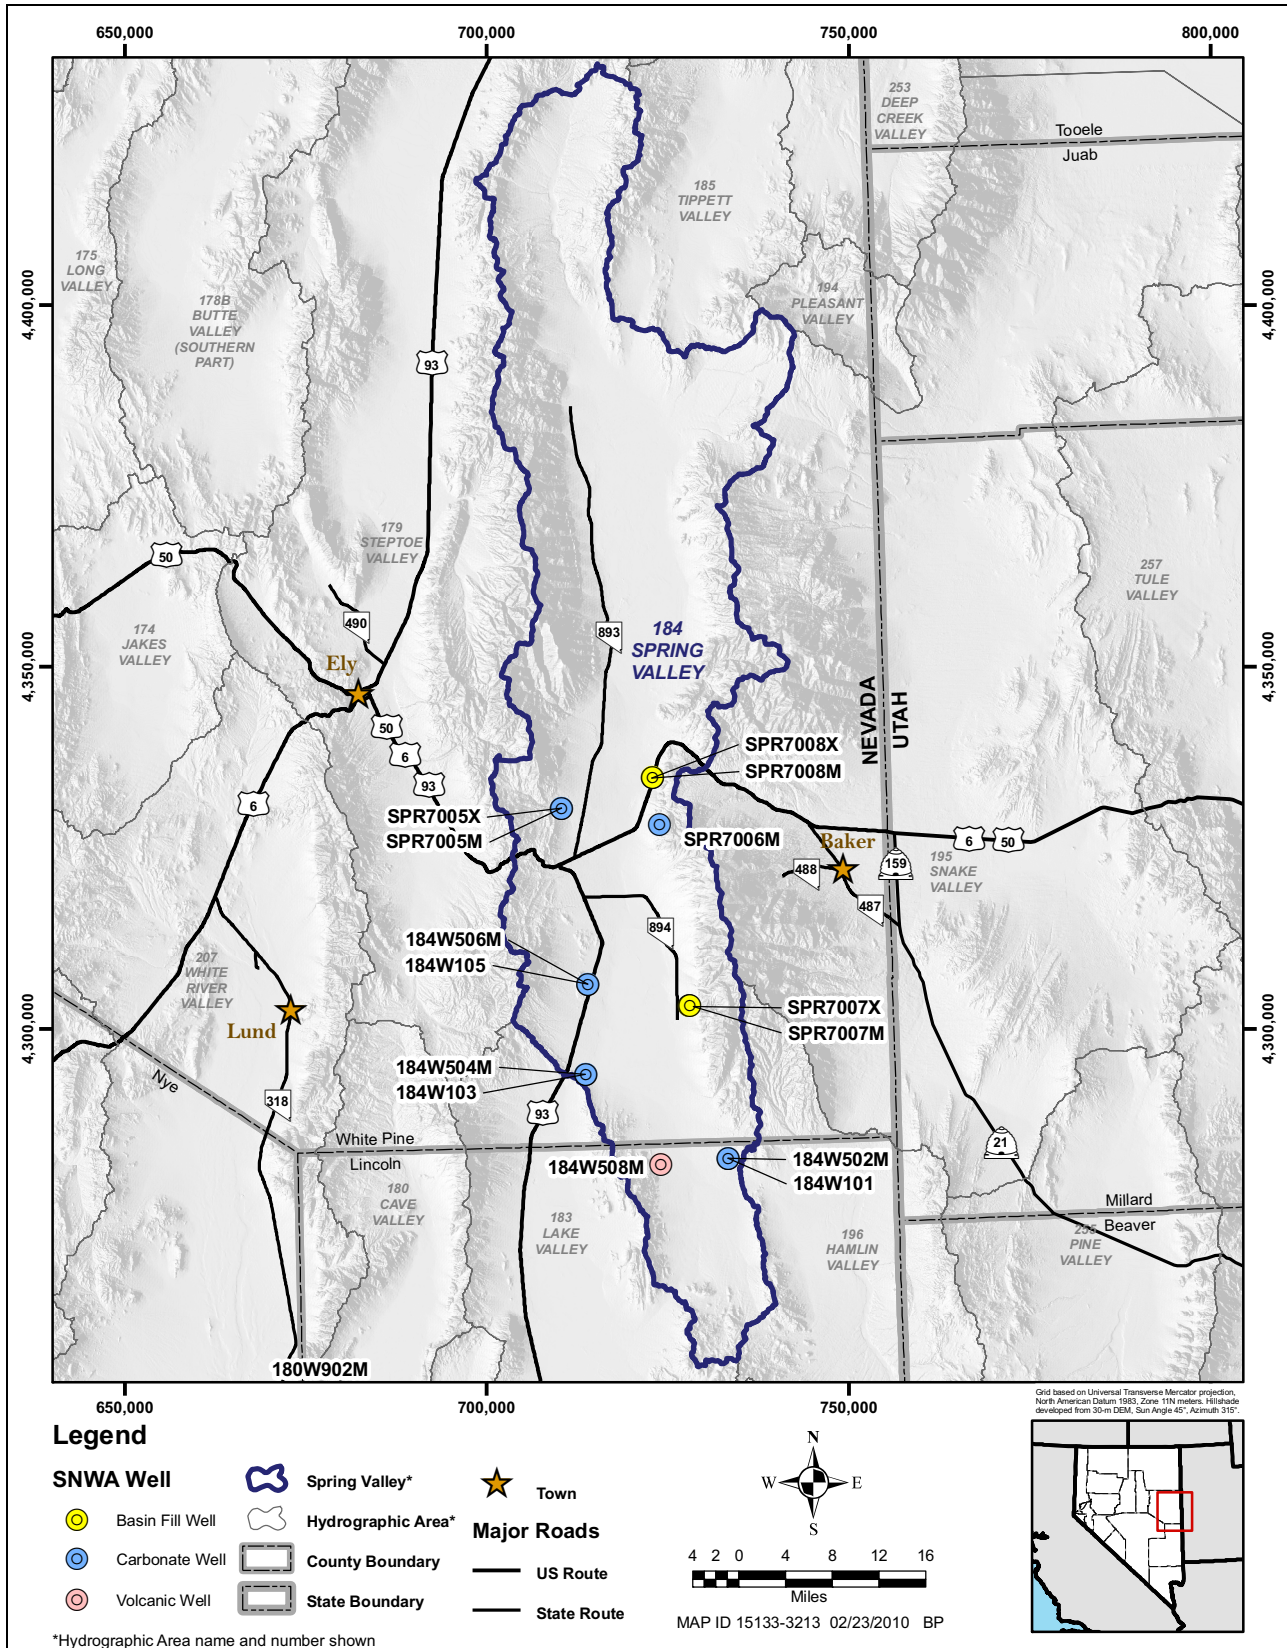 650,000
700,000
750,000
800,000
253
DEEP
CREEK
VALLEY
Tooele
Juab
185
TIPPETT
VALLEY
175
LONG
VALLEY
178B
BUTTE
VALLEY
(SOUTHERN
PART)
194
PLEASANT
VALLEY
4,400,000
4,400,000
93
179
STEPTOE
VALLEY
50
257
TULE
VALLEY
174
JAKES
VALLEY
490
893
184
SPRING
VALLEY
Ely
4,350,000
4,350,000
NEVADA
UTAH
50
6
93
SPR7008X
SPR7008M
6
SPR7005X
SPR7005M
SPR7006M
Baker
6
50
159
195
SNAKE
VALLEY
488
487
894
184W506M
184W105
207
WHITE
RIVER
VALLEY
SPR7007X
SPR7007M
Lund
4,300,000
4,300,000
184W504M
184W103
Nye
318
93
21
White Pine
Lincoln
184W508M
184W502M
184W101
180
CAVE
VALLEY
183
LAKE
VALLEY
196
HAMLIN
VALLEY
Millard
Beaver
255
PINE
VALLEY
180W902M
650,000
700,000
750,000
Grid based on Universal Transverse Mercator projection,
North American Datum 1983, Zone 11N meters. Hillshade
developed from 30-m DEM, Sun Angle 45°, Azimuth 315°.
Legend
SNWA Well
Basin Fill Well
Carbonate Well
Volcanic Well
Spring Valley*
Hydrographic Area*
County Boundary
State Boundary
Town
Major Roads
US Route
State Route
*Hydrographic Area name and number shown
N
W
E
S
4 2 0 4 8 12 16
Miles
MAP ID 15133-3213 02/23/2010 BP